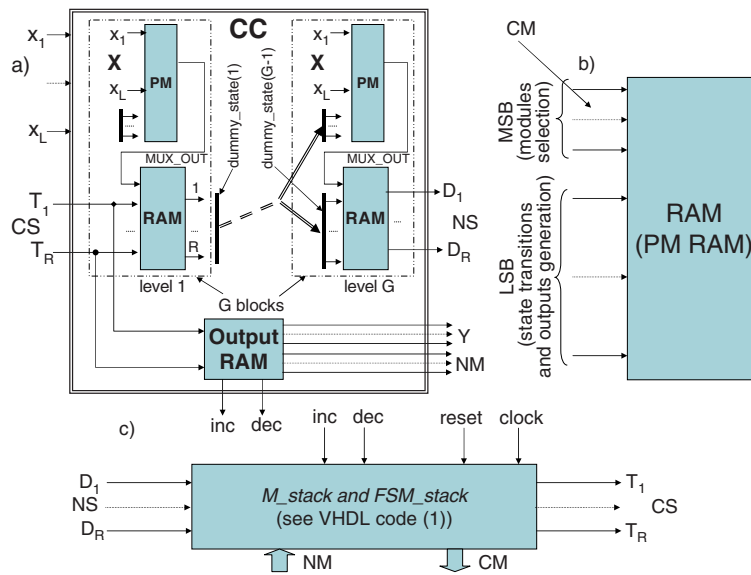 a)
CC
x1
xL
x1
X
xL
PM
MUX_OUT
dummy_state(1)
dummy_state(G-1)
x1
X
xL
PM
MUX_OUT
T1
CS
TR
RAM
1
R
level 1
RAM
level G
D1
NS
DR
G blocks
Output
RAM
Y
NM
inc
dec
b)
CM
MSB
(modules
selection)
LSB
(state transitions
and outputs generation)
RAM
(PM RAM)
c)
inc
dec
reset
clock
D1
NS
DR
M_stack and FSM_stack
(see VHDL code (1))
T1
CS
TR
NM
CM